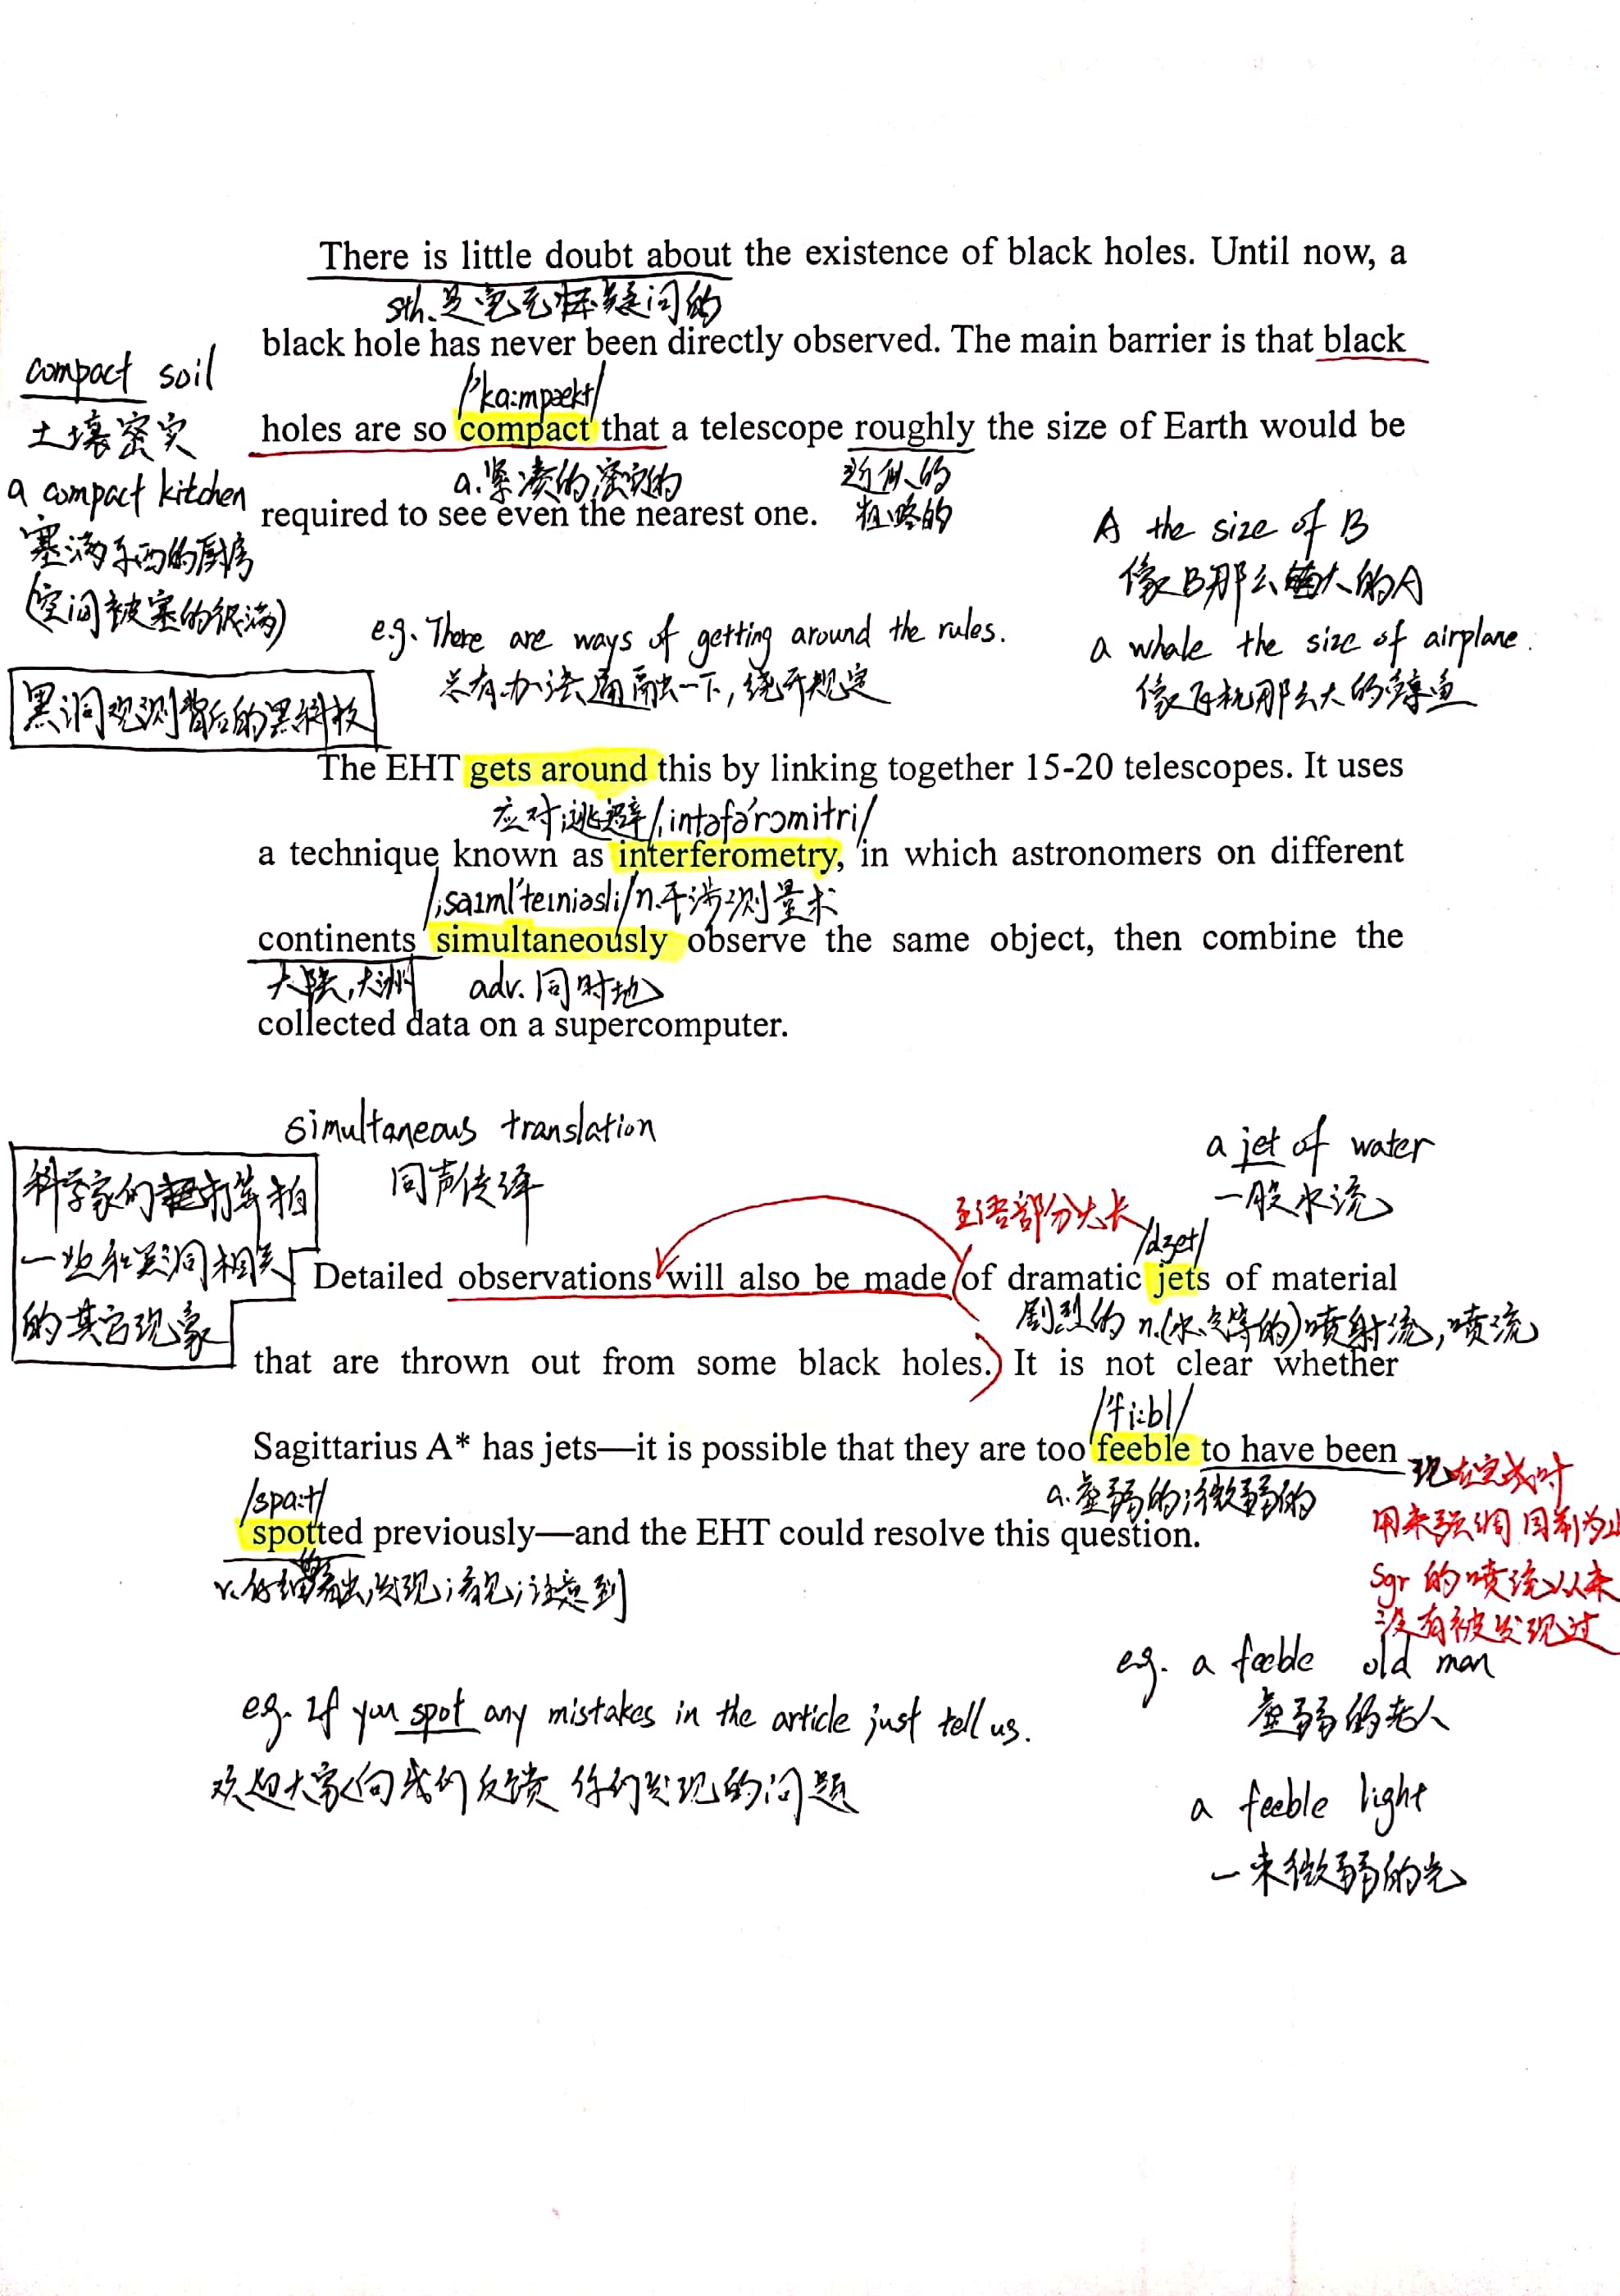 There is little doubt about the existence of black holes. Until now, a
sth.是毫无疑问的
black hole has never been directly observed. The main barrier is that black
compact soil
/'ka:mpækt/
土壤密实
holes are so compact that a telescope roughly the size of Earth would be
a.紧凑的,密实的
近似的
a compact kitchen
required to see even the nearest one.
粗略的
A the size of B
塞满东西的厨房
像B那么大的A
(空间被塞的很满)
e.g. There are ways of getting around the rules.
a whale the size of airplane.
总有办法通融一下，绕开规定
像飞机那么大的鲸鱼
黑洞观测背后的黑科技
The EHT gets around this by linking together 15-20 telescopes. It uses
应对;逃避 /,intəfə'rɔmitri/
a technique known as interferometry, in which astronomers on different
/,saɪml'teɪniəsli/ n.干涉测量术
continents simultaneously observe the same object, then combine the
大陆,大洲 adv.同时地
collected data on a supercomputer.
simultaneous translation
同声传译
a jet of water
一股水流
科学家们打算拍
一些和黑洞相关
的其它现象
主语部分太长 /dʒet/
Detailed observations will also be made of dramatic jets of material
剧烈的 n.(水,气等的)喷射流,喷流
that are thrown out from some black holes. It is not clear whether
/'fi:bl/
Sagittarius A* has jets—it is possible that they are too feeble to have been
现在完成时
/spa:t/
a.虚弱的;微弱的
用来强调目前为止
spotted previously—and the EHT could resolve this question.
Sgr 的喷流从来
没有被发现过
v.仔细看出,发现;看见;注意到
e.g. a feeble old man
虚弱的老人
e.g. If you spot any mistakes in the article just tell us.
欢迎大家向我们反馈 你们发现的问题
a feeble light
一束微弱的光